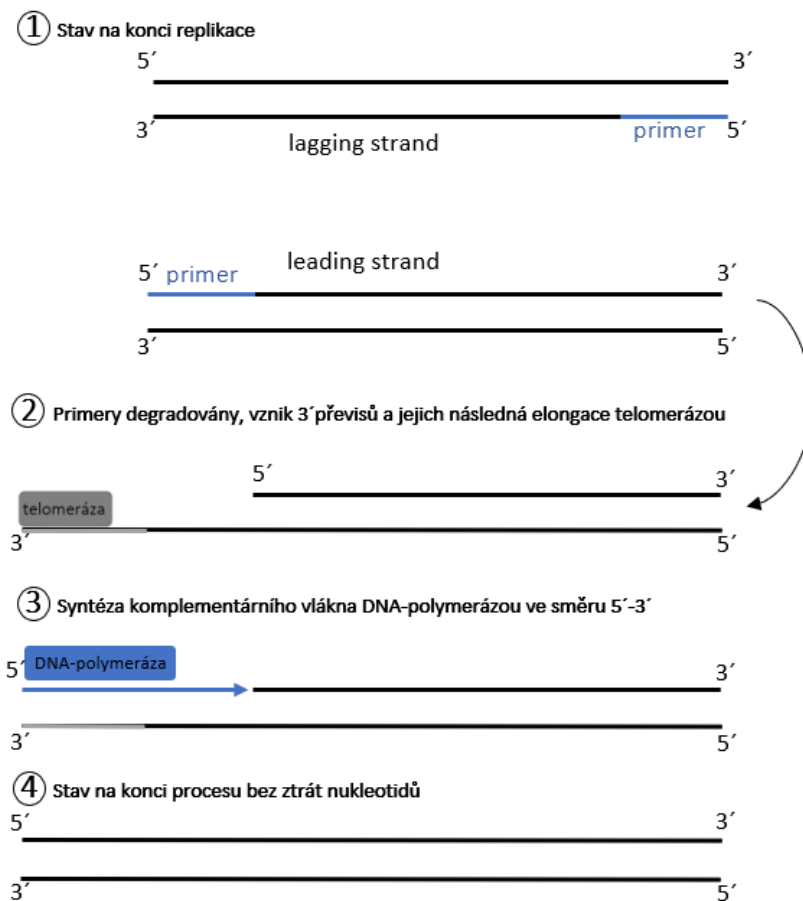 ① Stav na konci replikace
5´ 3´
3´ lagging strand primer 5´
5´ primer leading strand 3´
3´ 5´
② Primery degradovány, vznik 3´převisů a jejich následná elongace telomerázou
5´ 3´
telomeráza
3´ 5´
③ Syntéza komplementárního vlákna DNA-polymerázou ve směru 5´-3´
5´ DNA-polymeráza 3´
3´ 5´
④ Stav na konci procesu bez ztrát nukleotidů
5´ 3´
3´ 5´